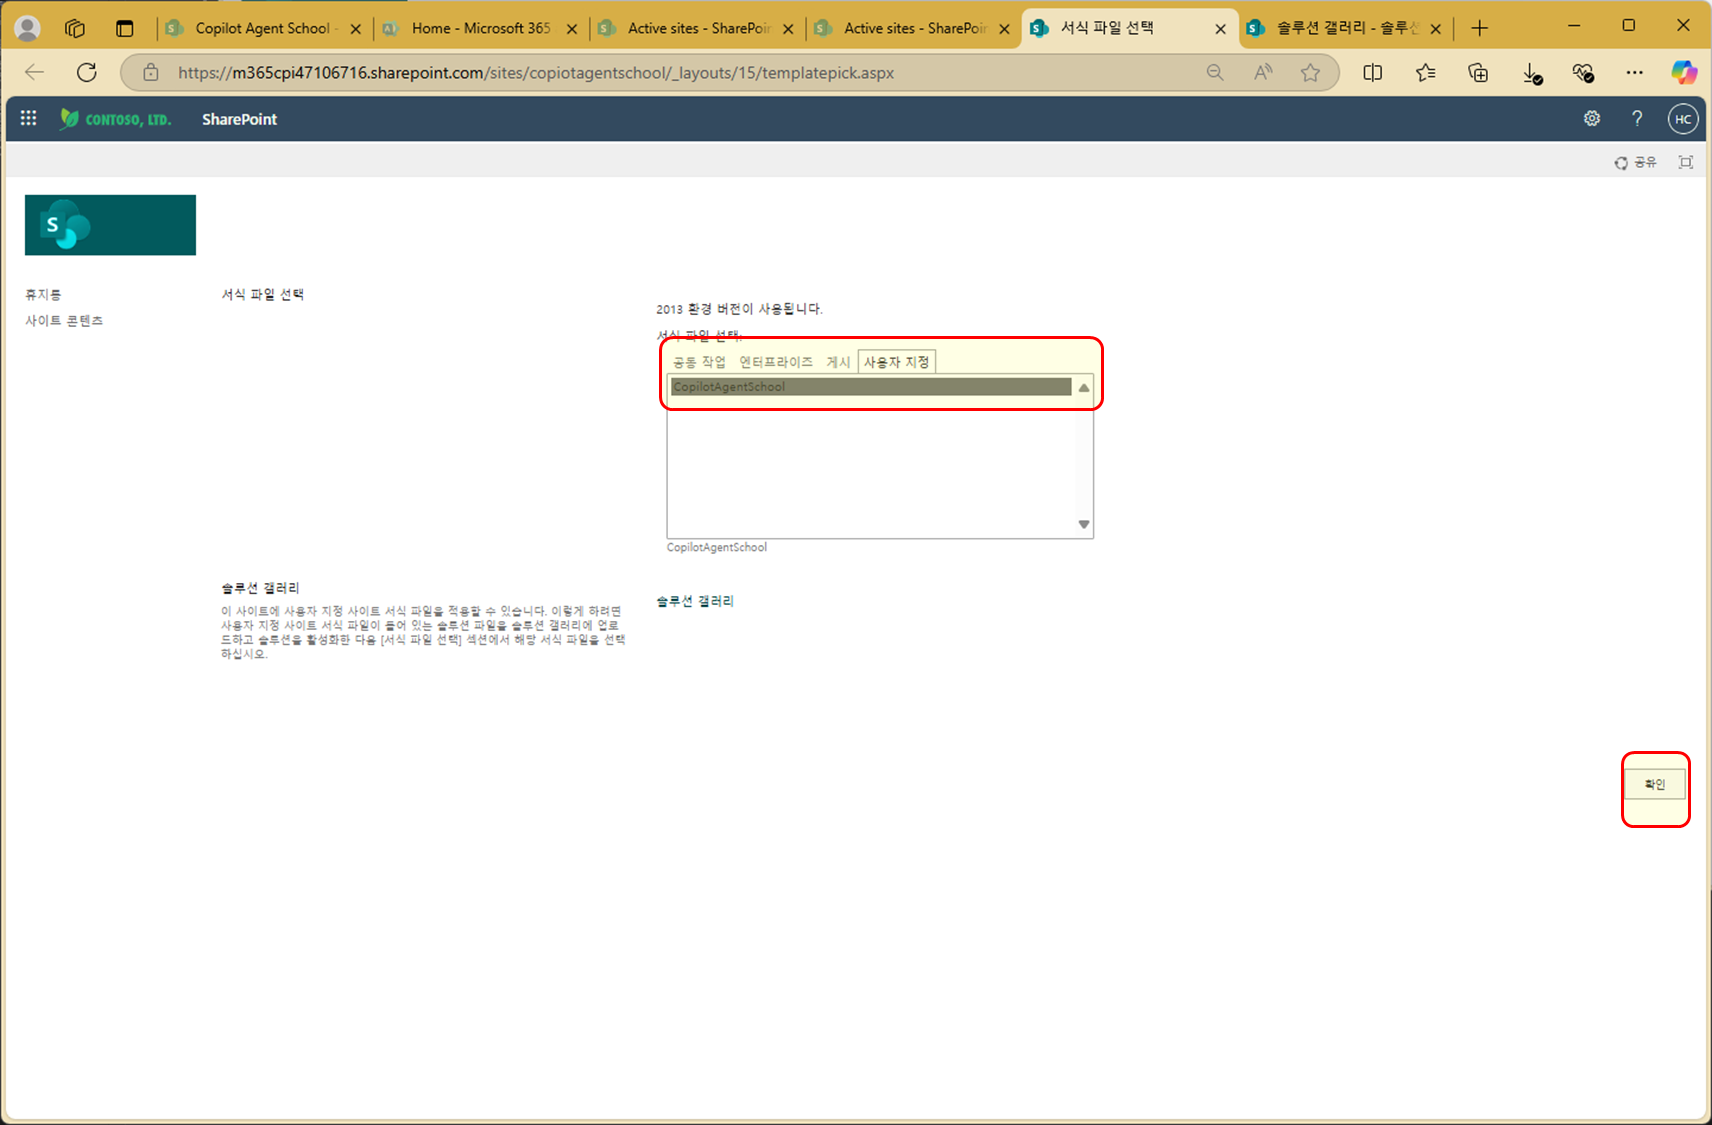 Copilot Agent School -
Home - Microsoft 365
Active sites - SharePoin
Active sites - SharePoin
서식 파일 선택
솔루션 갤러리 - 솔루션
https://m365cpi47106716.sharepoint.com/sites/copiotagentschool/_layouts/15/templatepick.aspx
CONTOSO, LTD.
SharePoint
HC
공유
S
휴지통
사이트 콘텐츠
서식 파일 선택
2013 환경 버전이 사용됩니다.
서식 파일 선택:
공동 작업 엔터프라이즈 게시 사용자 지정
CopilotAgentSchool
CopilotAgentSchool
솔루션 갤러리
이 사이트에 사용자 지정 사이트 서식 파일을 적용할 수 있습니다. 이렇게 하려면
사용자 지정 사이트 서식 파일이 들어 있는 솔루션 파일을 솔루션 갤러리에 업로
드하고 솔루션을 활성화한 다음 [서식 파일 선택] 섹션에서 해당 서식 파일을 선택
하십시오.
솔루션 갤러리
확인